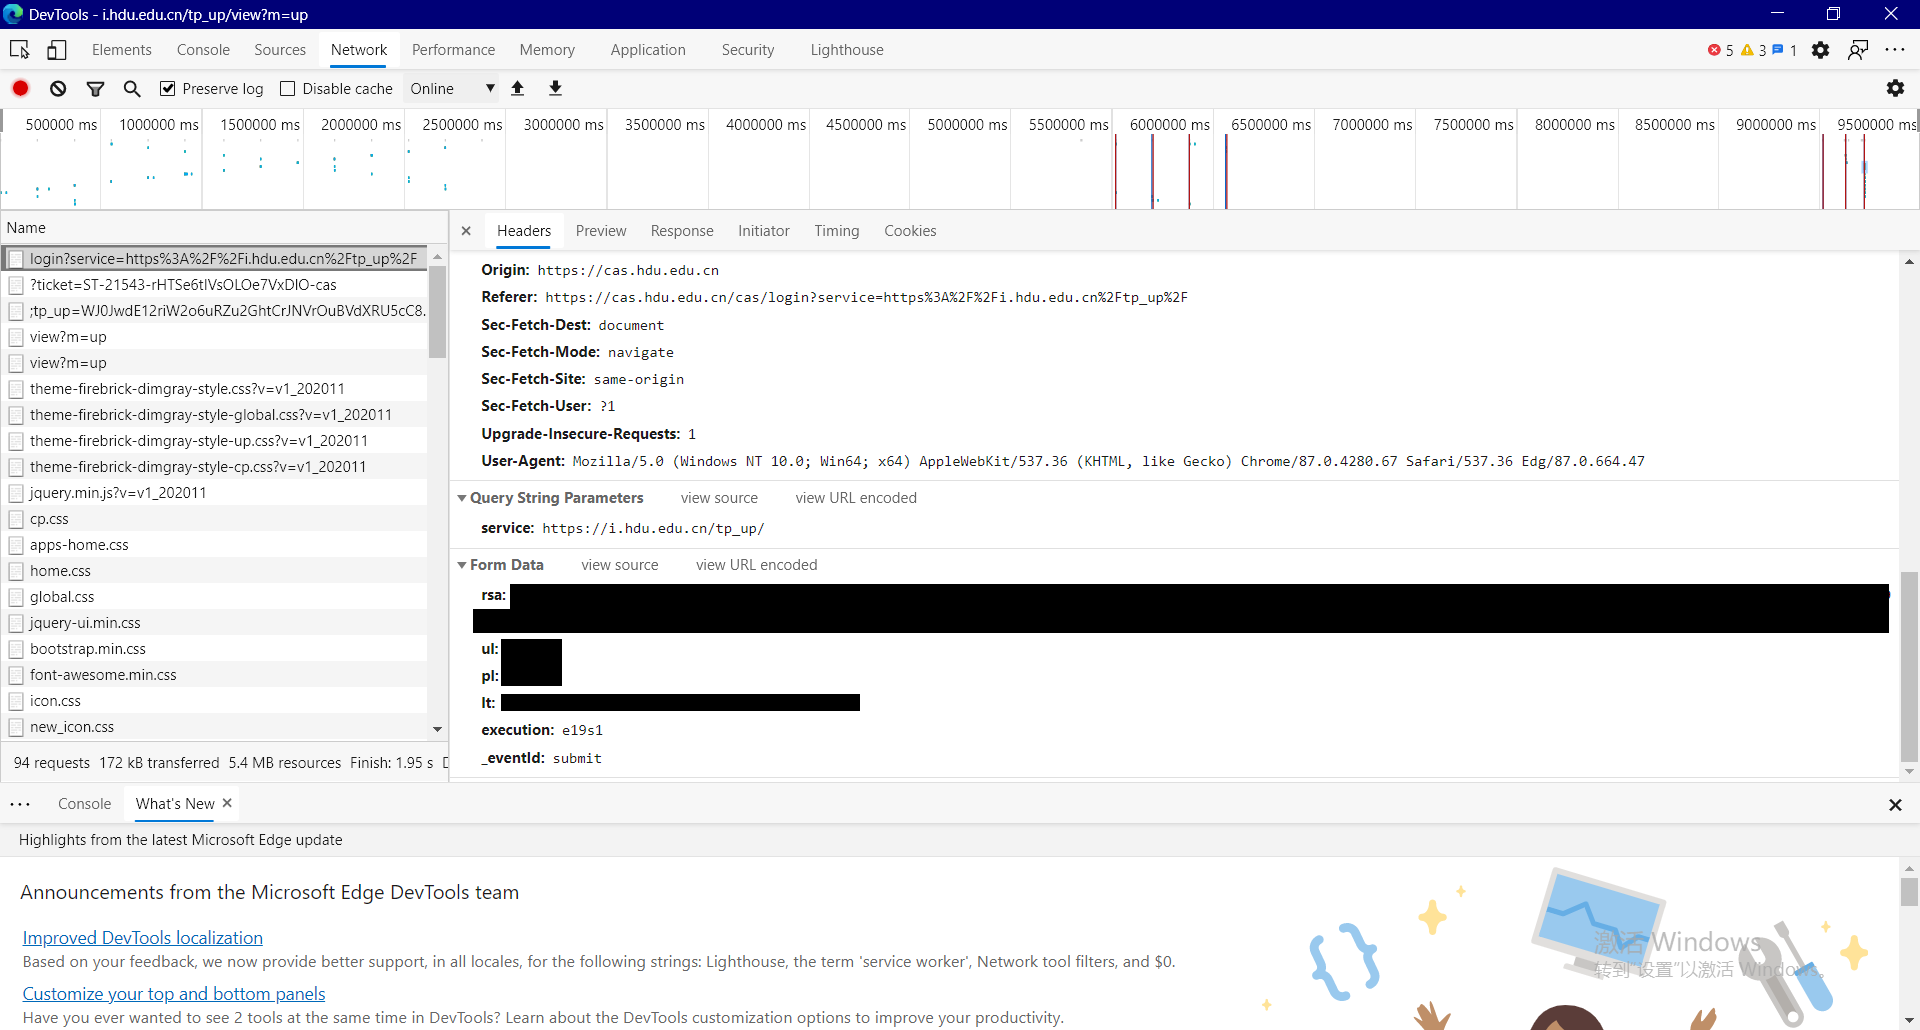 DevTools - i.hdu.edu.cn/tp_up/view?m=up
Elements Console Sources Network Performance Memory Application Security Lighthouse 5 3 1
Preserve log Disable cache Online
500000 ms 1000000 ms 1500000 ms 2000000 ms 2500000 ms 3000000 ms 3500000 ms 4000000 ms 4500000 ms 5000000 ms 5500000 ms 6000000 ms 6500000 ms 7000000 ms 7500000 ms 8000000 ms 8500000 ms 9000000 ms 9500000 ms
Name
login?service=https%3A%2F%2Fi.hdu.edu.cn%2Ftp_up%2F
?ticket=ST-21543-rHTSe6tlVsOLOe7VxDIO-cas
;tp_up=WJ0JwdE12riW2o6uRZu2GhtCrJNVrOuBVdXRU5cC8.
view?m=up
view?m=up
theme-firebrick-dimgray-style.css?v=v1_202011
theme-firebrick-dimgray-style-global.css?v=v1_202011
theme-firebrick-dimgray-style-up.css?v=v1_202011
theme-firebrick-dimgray-style-cp.css?v=v1_202011
jquery.min.js?v=v1_202011
cp.css
apps-home.css
home.css
global.css
jquery-ui.min.css
bootstrap.min.css
font-awesome.min.css
icon.css
new_icon.css
94 requests 172 kB transferred 5.4 MB resources Finish: 1.95 s
Headers Preview Response Initiator Timing Cookies
Origin: https://cas.hdu.edu.cn
Referer: https://cas.hdu.edu.cn/cas/login?service=https%3A%2F%2Fi.hdu.edu.cn%2Ftp_up%2F
Sec-Fetch-Dest: document
Sec-Fetch-Mode: navigate
Sec-Fetch-Site: same-origin
Sec-Fetch-User: ?1
Upgrade-Insecure-Requests: 1
User-Agent: Mozilla/5.0 (Windows NT 10.0; Win64; x64) AppleWebKit/537.36 (KHTML, like Gecko) Chrome/87.0.4280.67 Safari/537.36 Edg/87.0.664.47
Query String Parameters view source view URL encoded
service: https://i.hdu.edu.cn/tp_up/
Form Data view source view URL encoded
rsa:
ul:
pl:
lt:
execution: e19s1
_eventId: submit
Console What's New
Highlights from the latest Microsoft Edge update
Announcements from the Microsoft Edge DevTools team
Improved DevTools localization
Based on your feedback, we now provide better support, in all locales, for the following strings: Lighthouse, the term 'service worker', Network tool filters, and $0.
Customize your top and bottom panels
Have you ever wanted to see 2 tools at the same time in DevTools? Learn about the DevTools customization options to improve your productivity.
激活 Windows
转到"设置"以激活 Windows。